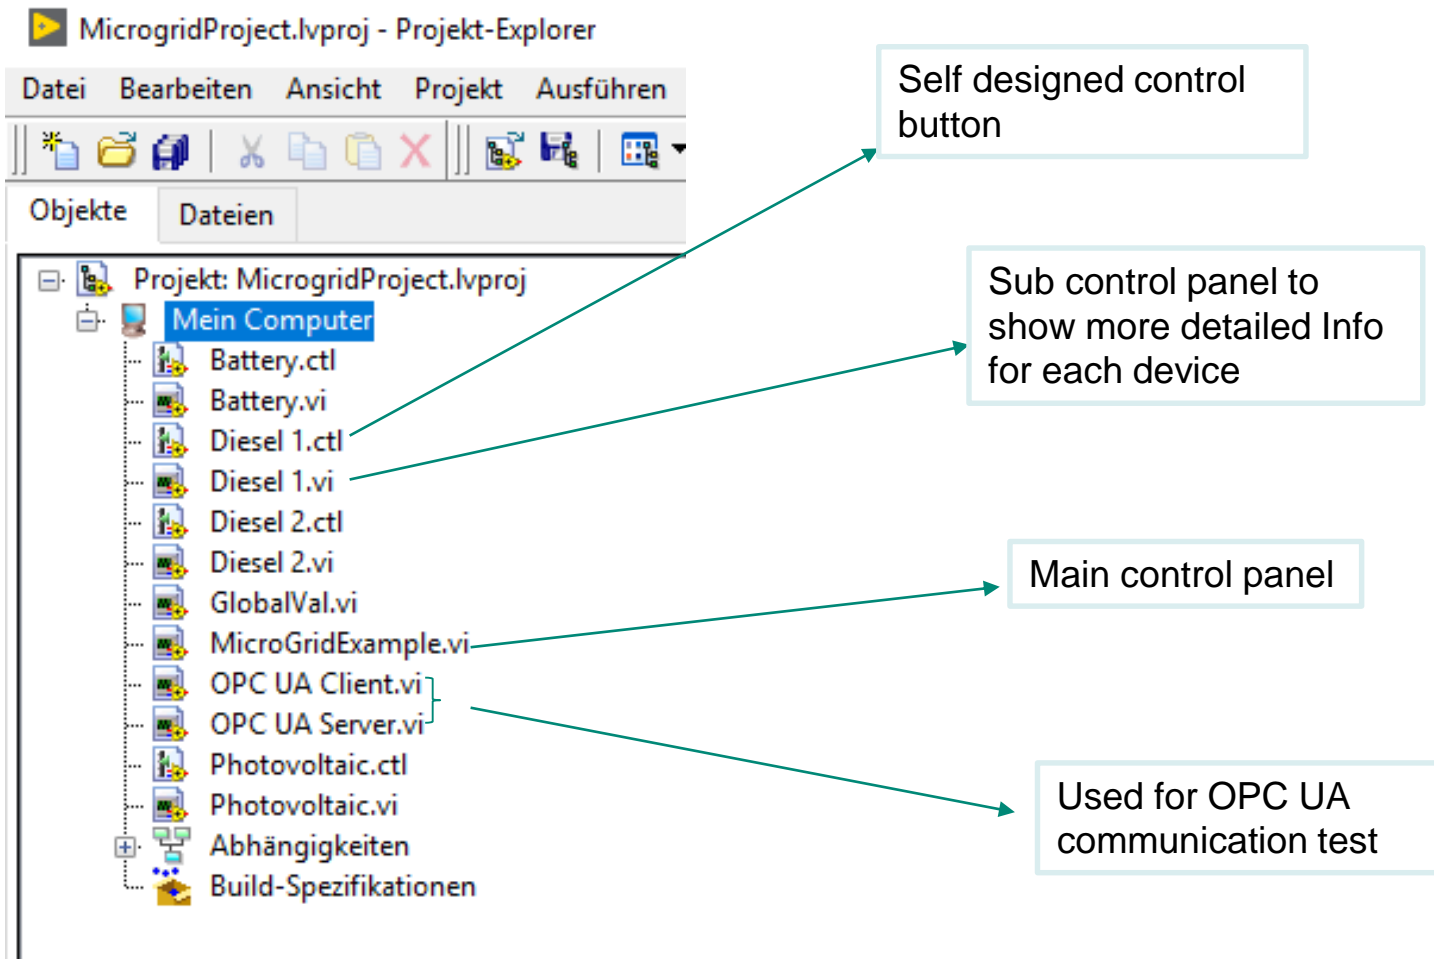 MicrogridProject.lvproj - Projekt-Explorer
Datei Bearbeiten Ansicht Projekt Ausführen
Objekte Dateien
Projekt: MicrogridProject.lvproj
Mein Computer
Battery.ctl
Battery.vi
Diesel 1.ctl
Diesel 1.vi
Diesel 2.ctl
Diesel 2.vi
GlobalVal.vi
MicroGridExample.vi
OPC UA Client.vi
OPC UA Server.vi
Photovoltaic.ctl
Photovoltaic.vi
Abhängigkeiten
Build-Spezifikationen
Self designed control
button
Sub control panel to
show more detailed Info
for each device
Main control panel
Used for OPC UA
communication test